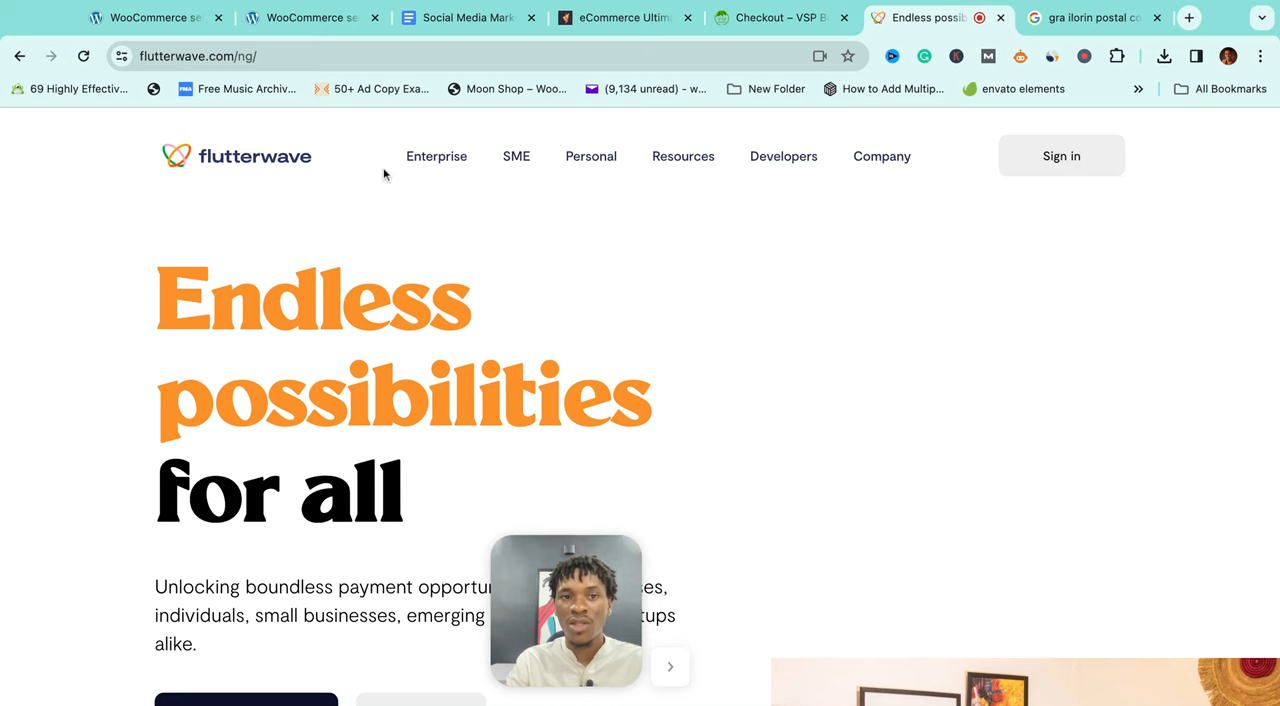 WooCommerce se
WooCommerce se
Social Media Mark
eCommerce Ultim
Checkout – VSP B
Endless possib
gra ilorin postal co
flutterwave.com/ng/
69 Highly Effectiv...
Free Music Archiv...
50+ Ad Copy Exa...
Moon Shop – Woo...
(9,134 unread) - w...
New Folder
How to Add Multip...
envato elements
All Bookmarks
flutterwave
Enterprise
SME
Personal
Resources
Developers
Company
Sign in
Endless
possibilities
for all
Unlocking boundless payment opportu ses,
individuals, small businesses, emerging tups
alike.